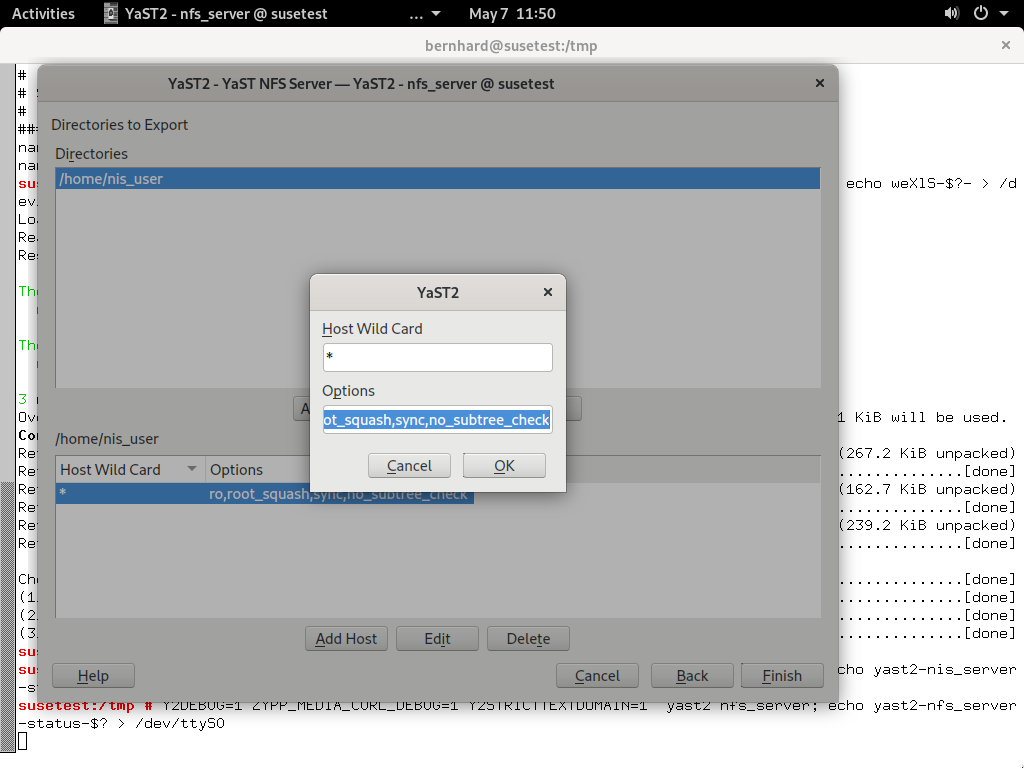 Activities YaST2 - nfs_server @ susetest ... May 7 11:50
bernhard@susetest:/tmp
YaST2 - YaST NFS Server — YaST2 - nfs_server @ susetest
Directories to Export
Directories
/home/nis_user
YaST2
Host Wild Card
*
Options
ot_squash,sync,no_subtree_check
Cancel OK
/home/nis_user
Host Wild Card Options
* ro,root_squash,sync,no_subtree_check
Add Host Edit Delete
Help Cancel Back Finish
#
#
#
echo weXlS-$?- > /d
KiB will be used.
(267.2 KiB unpacked)
..............[done]
(162.7 KiB unpacked)
..............[done]
(239.2 KiB unpacked)
..............[done]
..............[done]
..............[done]
..............[done]
..............[done]
echo yast2-nis_server
susetest:/tmp # Y2DEBUG=1 ZYPP_MEDIA_CURL_DEBUG=1 Y2STRICTTEXTDOMAIN=1 yast2 nfs_server; echo yast2-nfs_server
-status-$? > /dev/ttyS0